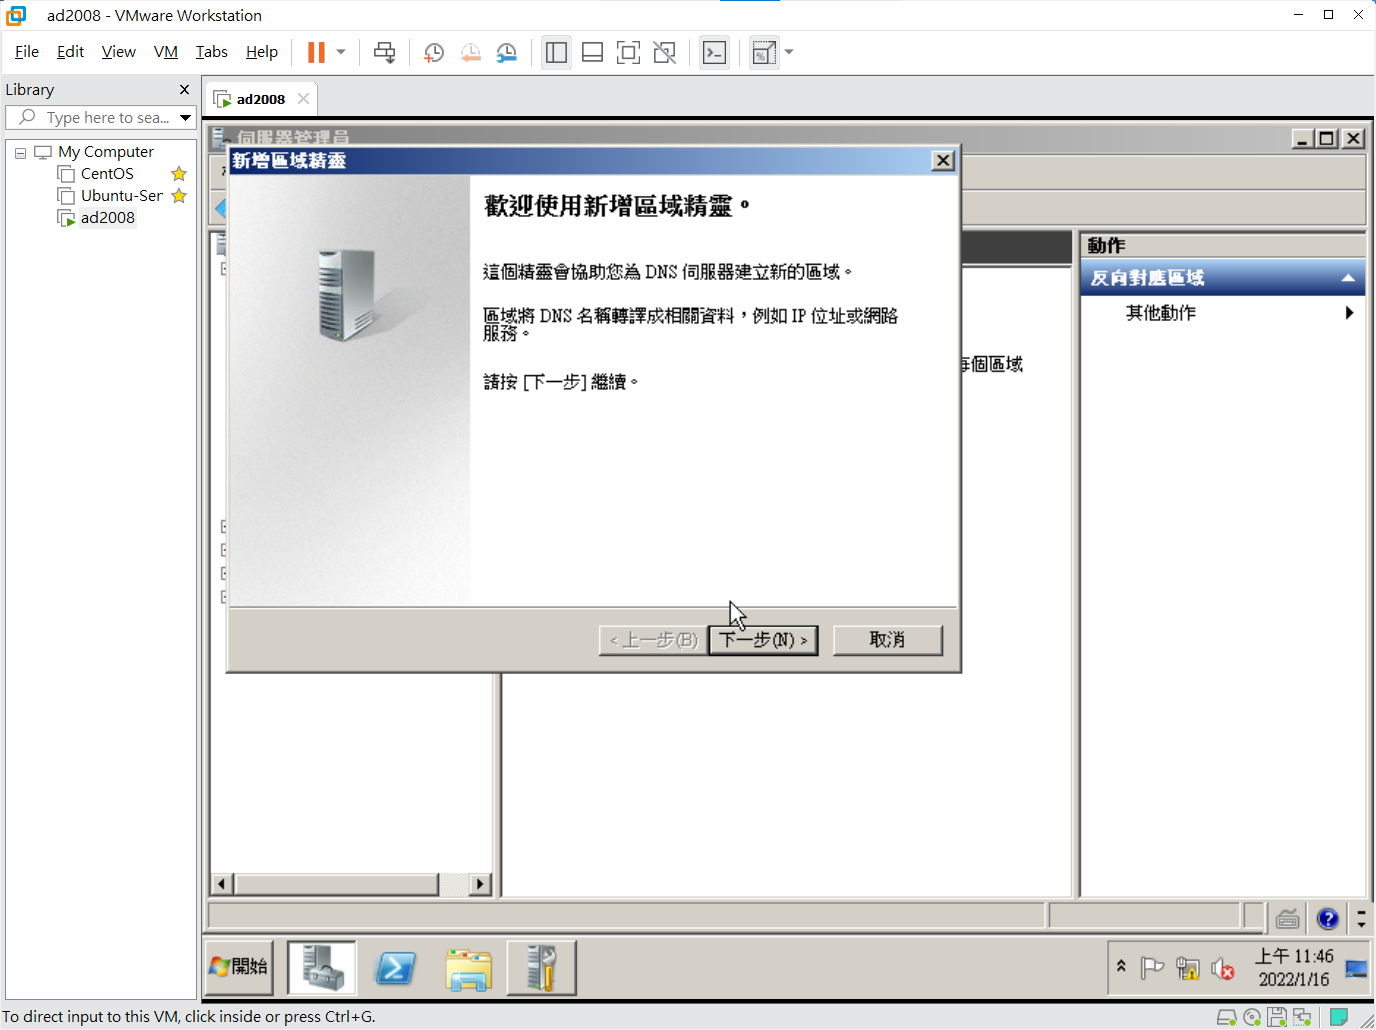 ad2008 - VMware Workstation
File Edit View VM Tabs Help
Library
ad2008
Type here to sea...
My Computer
CentOS
Ubuntu-Ser
ad2008
伺服器管理員
新增區域精靈
歡迎使用新增區域精靈。
這個精靈會協助您為 DNS 伺服器建立新的區域。
區域將 DNS 名稱轉譯成相關資料，例如 IP 位址或網路
服務。
請按 [下一步] 繼續。
< 上一步(B)
下一步(N) >
取消
每個區域
動作
反向對應區域
其他動作
開始
上午 11:46
2022/1/16
To direct input to this VM, click inside or press Ctrl+G.